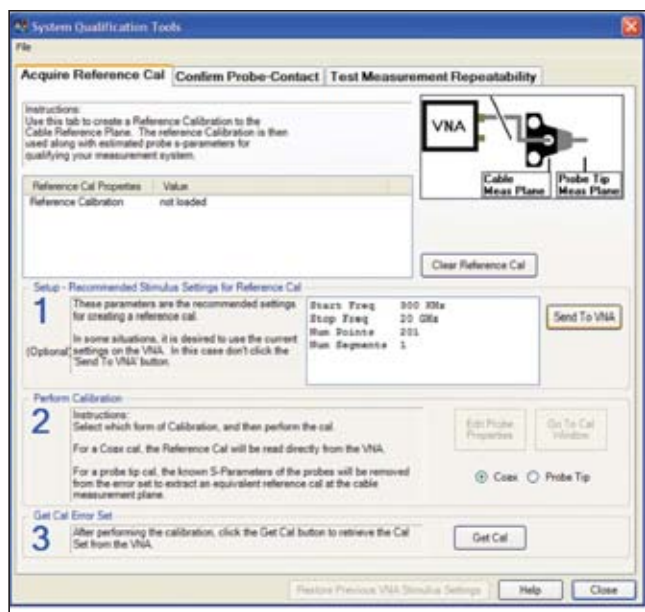 System Qualification Tools
File
Acquire Reference Cal Confirm Probe-Contact Test Measurement Repeatability
Instructions:
Use this tab to create a Reference Calibration to the
Cable Reference Plane. The reference Calibration is then
used along with estimated probe s-parameters for
qualifying your measurement system.
VNA
Cable
Meas Plane
Probe Tip
Meas Plane
Reference Cal Properties Value
Reference Calibration not loaded
Clear Reference Cal
Setup - Recommended Stimulus Settings for Reference Cal
1
(Optional)
These parameters are the recommended settings
for creating a reference cal.
In some situations, it is desired to use the current
settings on the VNA. In this case don't click the
'Send To VNA' button.
Start Freq 300 KHz
Stop Freq 20 GHz
Num Points 201
Num Segments 1
Send To VNA
Perform Calibration
2
Instructions:
Select which form of Calibration, and then perform the cal.
For a Coax cal, the Reference Cal will be read directly from the VNA.
For a probe tip cal, the known S-Parameters of the probes will be removed
from the error set to extract an equivalent reference cal at the cable
measurement plane.
Edit Probe
Properties
Go To Cal
Window
Coax Probe Tip
Get Cal Error Set
3
After performing the calibration, click the Get Cal button to retrieve the Cal
Set from the VNA.
Get Cal
Restore Previous VNA Stimulus Settings Help Close